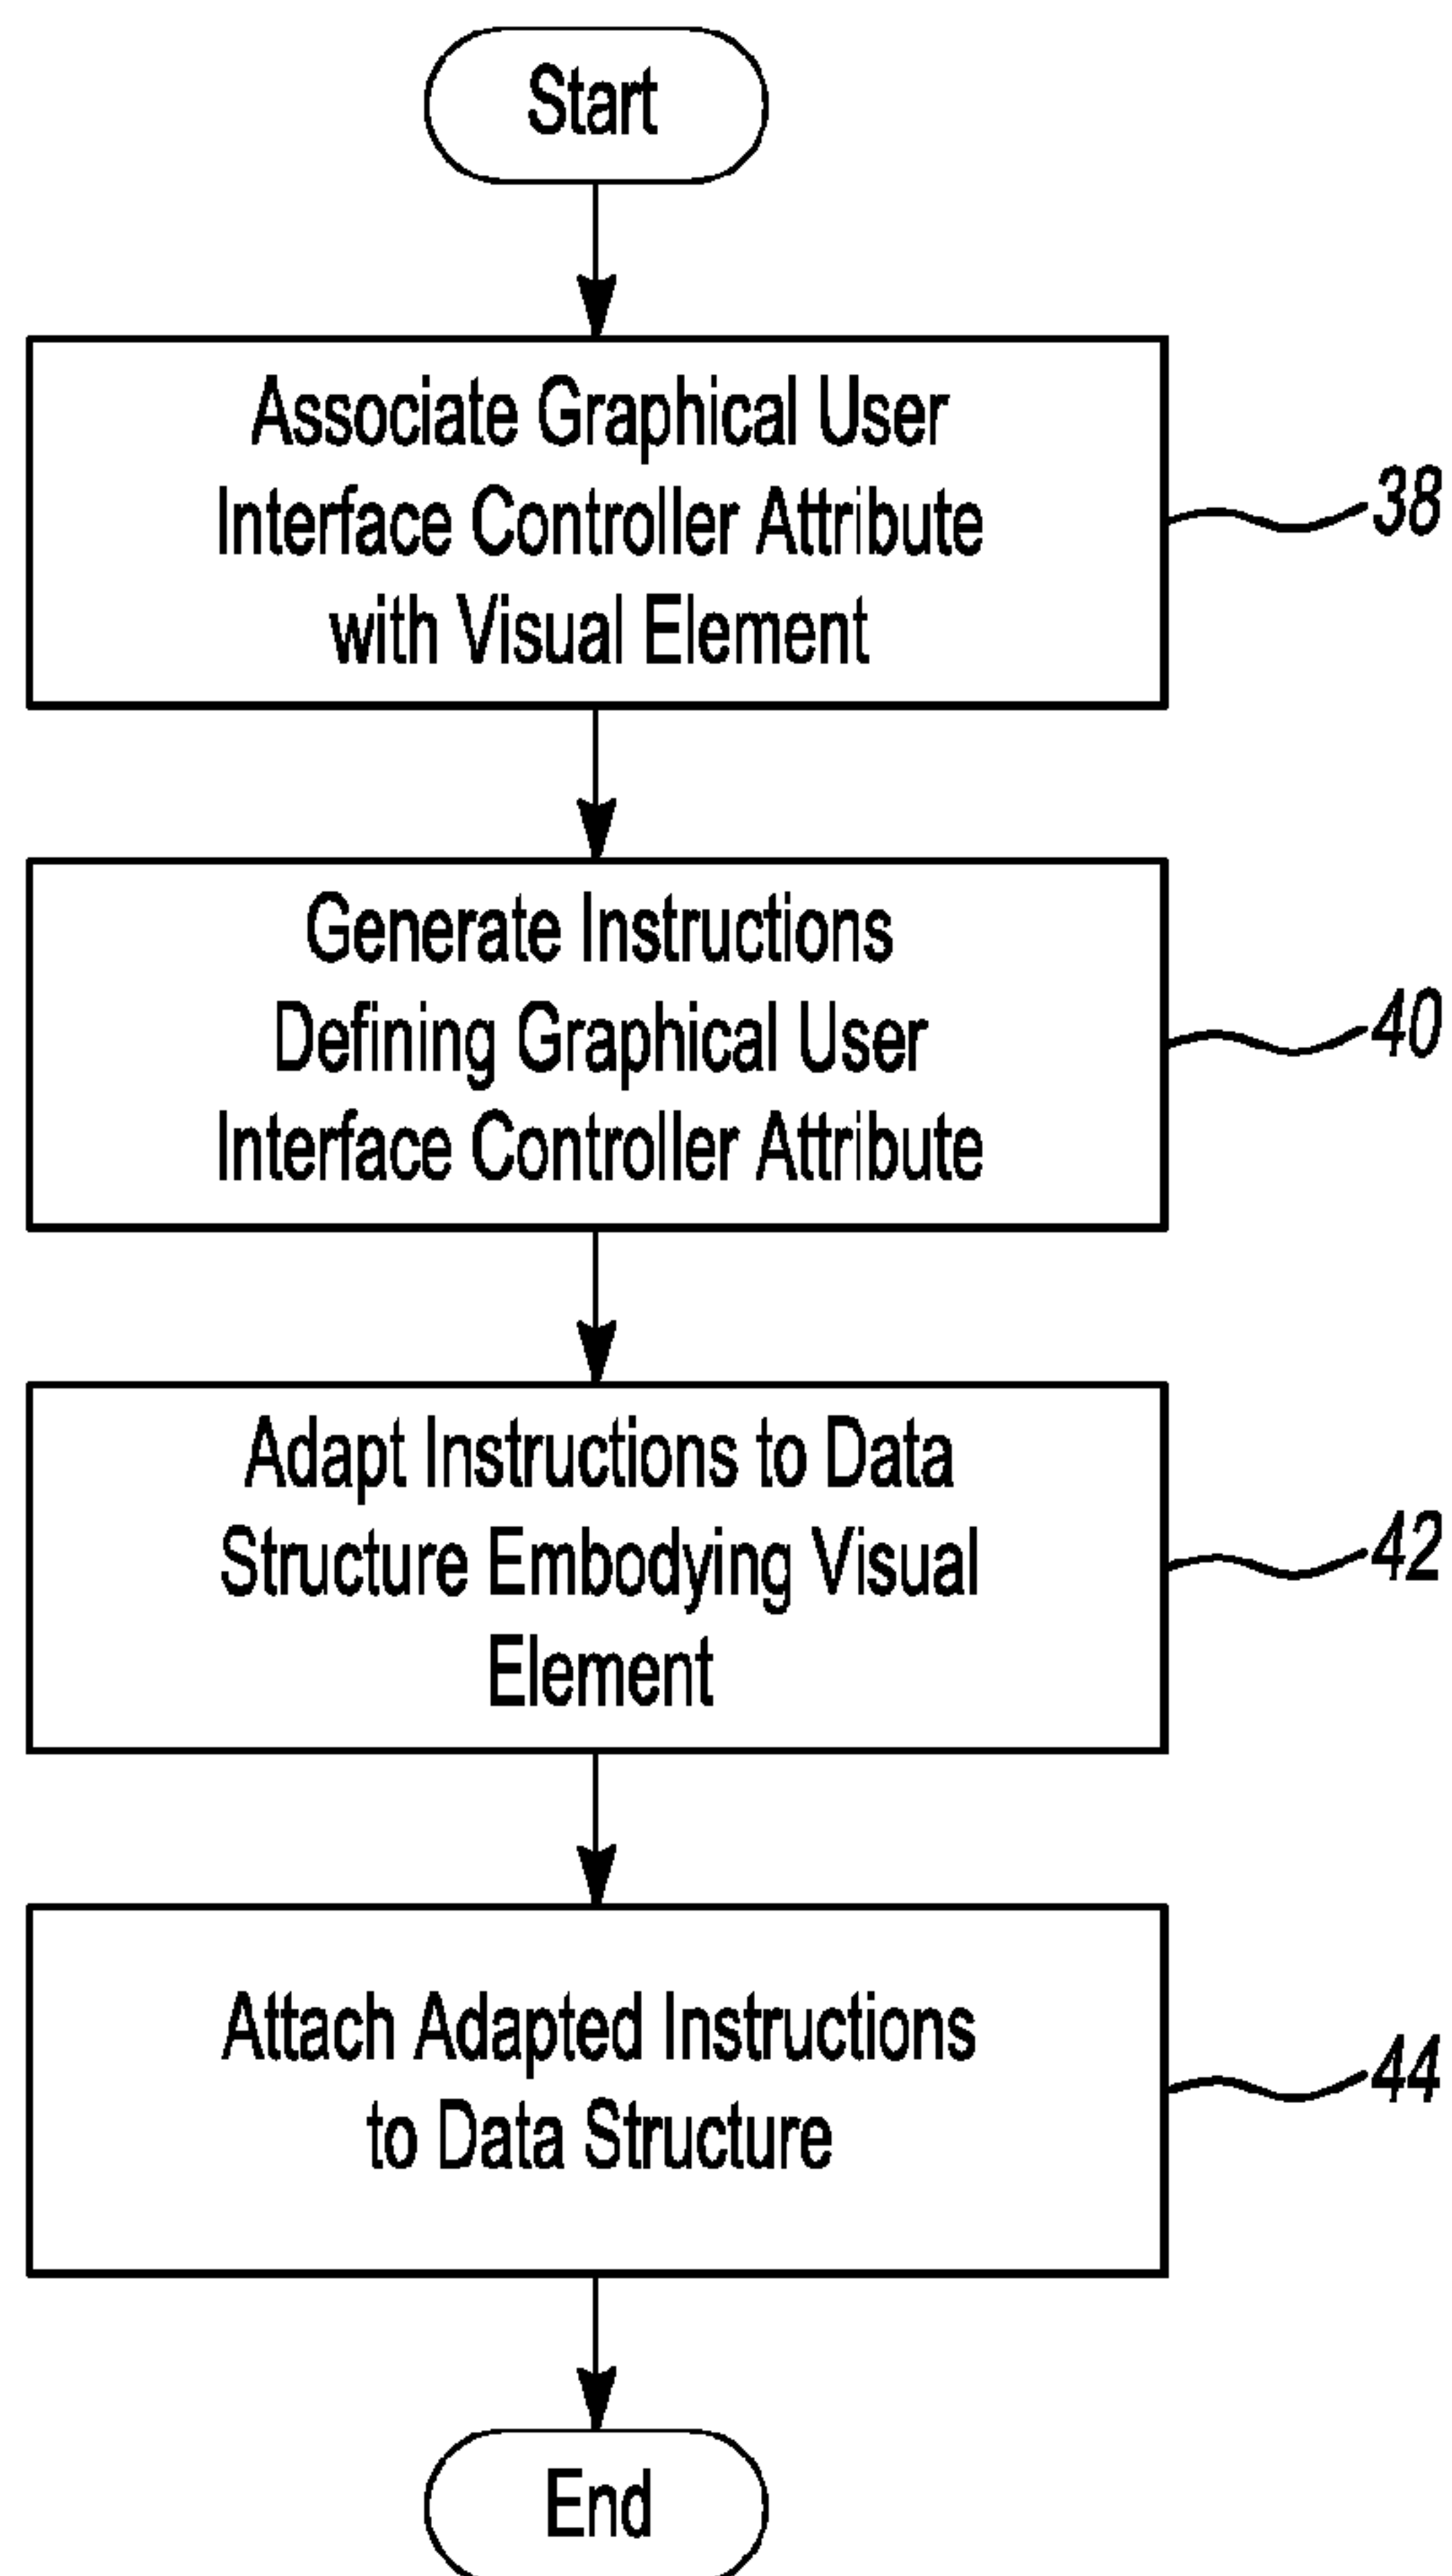 Start
Associate Graphical User
Interface Controller Attribute
with Visual Element
38
Generate Instructions
Defining Graphical User
Interface Controller Attribute
40
Adapt Instructions to Data
Structure Embodying Visual
Element
42
Attach Adapted Instructions
to Data Structure
44
End